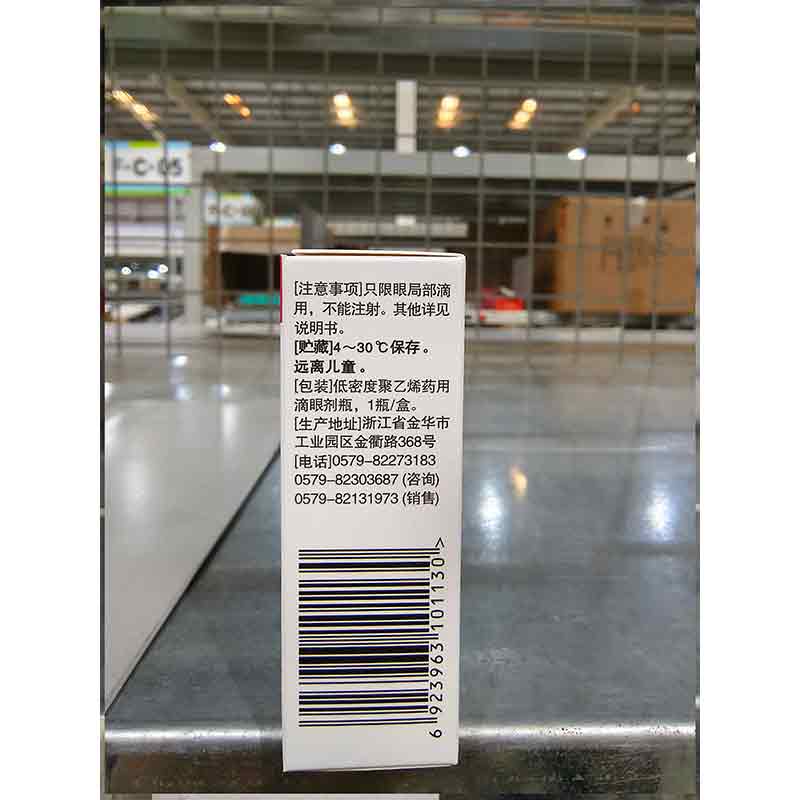 F-C-05
[注意事项]只限眼局部滴
用，不能注射。其他详见
说明书。
[贮藏]4～30℃保存。
远离儿童。
[包装]低密度聚乙烯药用
滴眼剂瓶，1瓶/盒。
[生产地址]浙江省金华市
工业园区金衢路368号
[电话]0579-82273183
0579-82303687 (咨询)
0579-82131973 (销售)
6 923963 101130 >